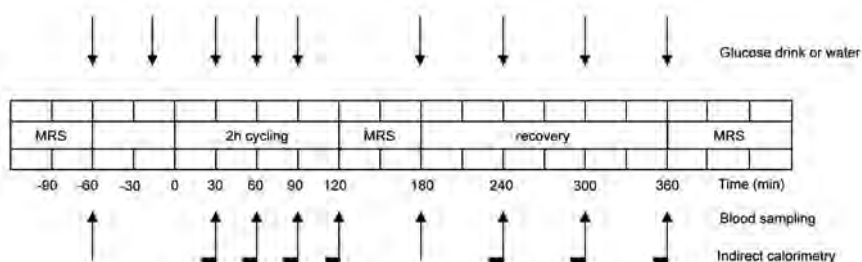 Glucose drink or water
MRS 2h cycling MRS recovery MRS
-90 -60 -30 0 30 60 90 120 180 240 300 360 Time (min)
Blood sampling
Indirect calorimetry